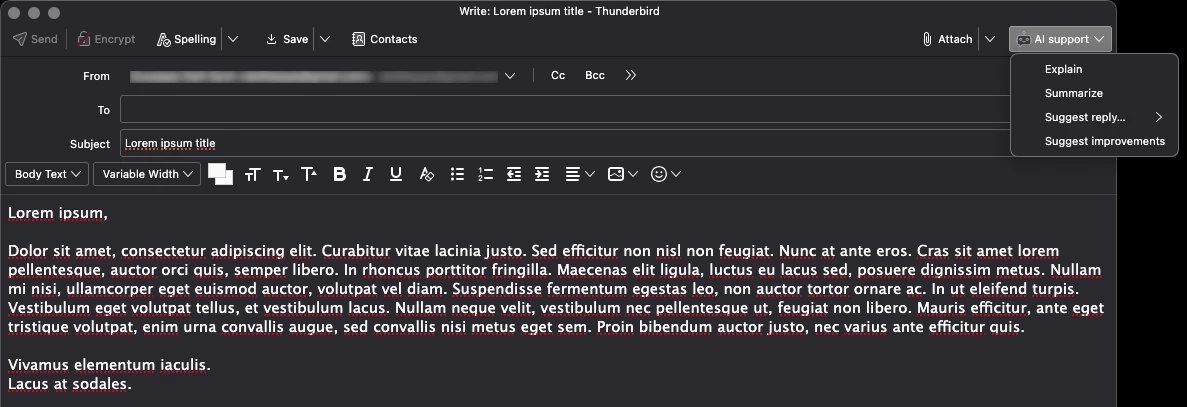 Write: Lorem ipsum title - Thunderbird
Send Encrypt Spelling Save Contacts Attach AI support
Explain
Summarize
Suggest reply...
Suggest improvements
From Cc Bcc
To
Subject Lorem ipsum title
Body Text Variable Width
Lorem ipsum,
Dolor sit amet, consectetur adipiscing elit. Curabitur vitae lacinia justo. Sed efficitur non nisl non feugiat. Nunc at ante eros. Cras sit amet lorem
pellentesque, auctor orci quis, semper libero. In rhoncus porttitor fringilla. Maecenas elit ligula, luctus eu lacus sed, posuere dignissim metus. Nullam
mi nisi, ullamcorper eget euismod auctor, volutpat vel diam. Suspendisse fermentum egestas leo, non auctor tortor ornare ac. In ut eleifend turpis.
Vestibulum eget volutpat tellus, et vestibulum lacus. Nullam neque velit, vestibulum nec pellentesque ut, feugiat non libero. Mauris efficitur, ante eget
tristique volutpat, enim urna convallis augue, sed convallis nisi metus eget sem. Proin bibendum auctor justo, nec varius ante efficitur quis.
Vivamus elementum iaculis.
Lacus at sodales.